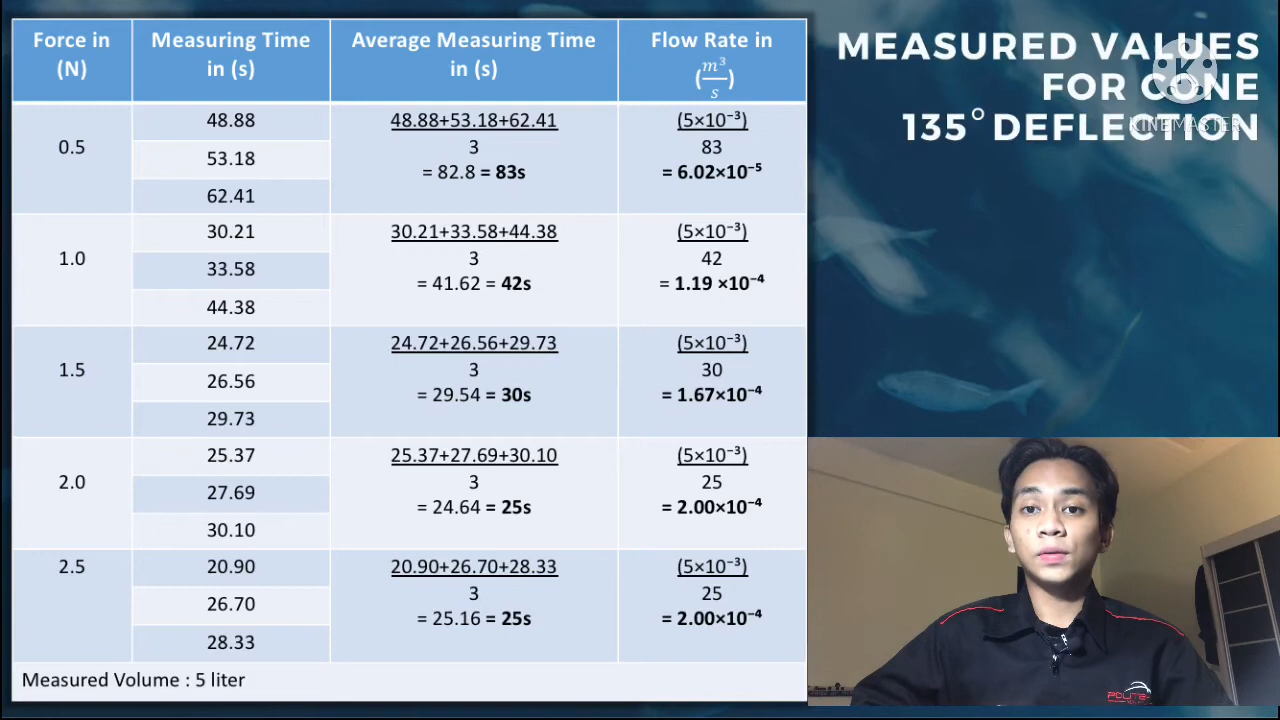 Force in (N)
Measuring Time in (s)
Average Measuring Time in (s)
Flow Rate in (m³/s)
0.5
48.88
53.18
62.41
48.88+53.18+62.41
3
= 82.8 = 83s
(5×10⁻³)
83
= 6.02×10⁻⁵
1.0
30.21
33.58
44.38
30.21+33.58+44.38
3
= 41.62 = 42s
(5×10⁻³)
42
= 1.19 ×10⁻⁴
1.5
24.72
26.56
29.73
24.72+26.56+29.73
3
= 29.54 = 30s
(5×10⁻³)
30
= 1.67×10⁻⁴
2.0
25.37
27.69
30.10
25.37+27.69+30.10
3
= 24.64 = 25s
(5×10⁻³)
25
= 2.00×10⁻⁴
2.5
20.90
26.70
28.33
20.90+26.70+28.33
3
= 25.16 = 25s
(5×10⁻³)
25
= 2.00×10⁻⁴
Measured Volume : 5 liter
MEASURED VALUES
FOR CONE
135° DEFLECTION
K
KINEMASTER